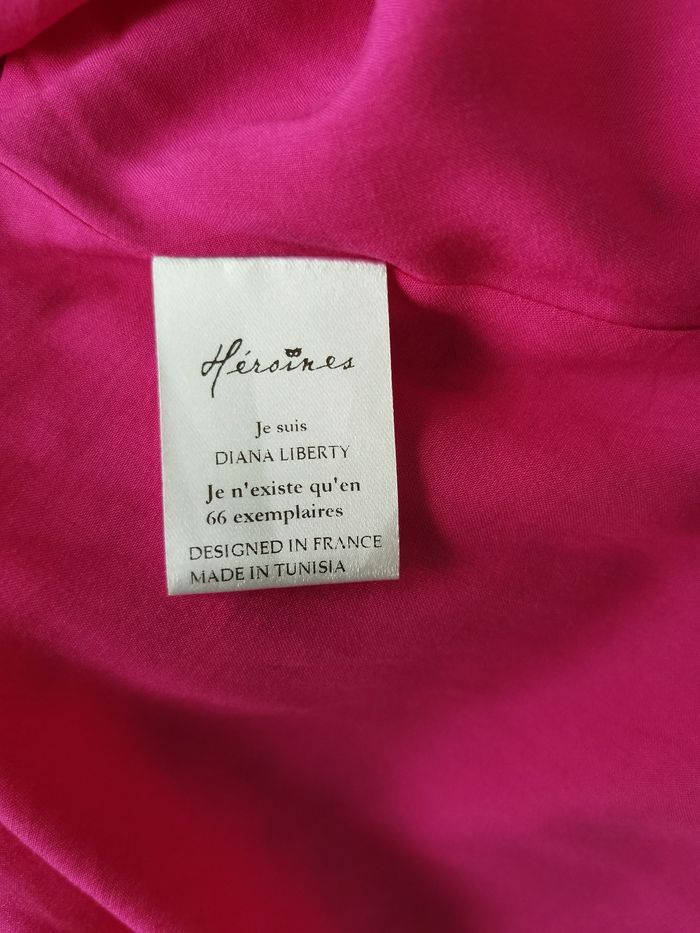 Héroïnes
Je suis
DIANA LIBERTY
Je n'existe qu'en
66 exemplaires
DESIGNED IN FRANCE
MADE IN TUNISIA